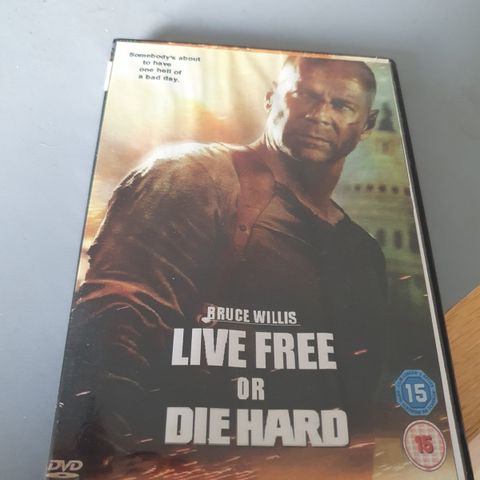 Somebody's about
to have
one hell of
a bad day.
BRUCE WILLIS
LIVE FREE
OR
DIE HARD
15
15
DVD